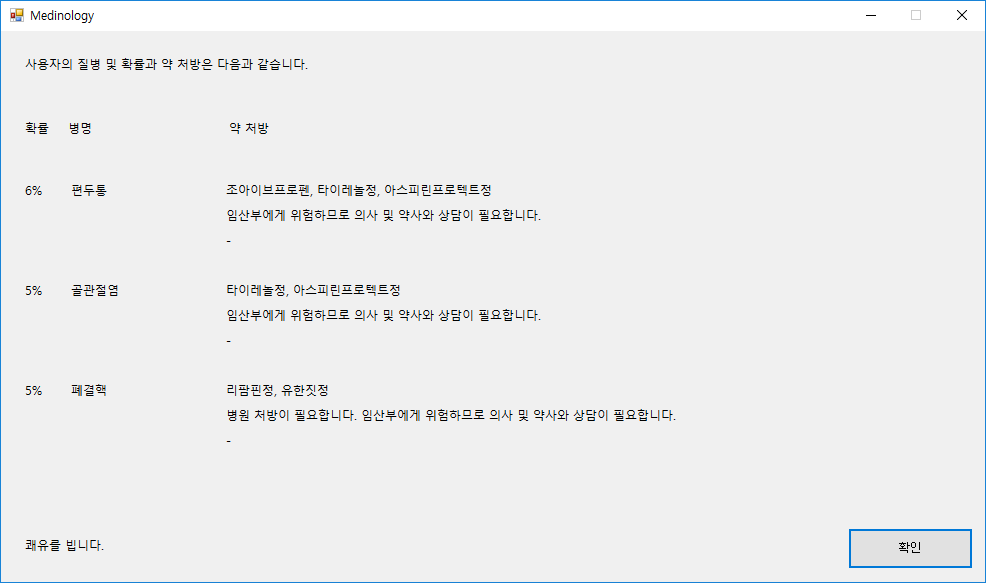 Medinology
사용자의 질병 및 확률과 약 처방은 다음과 같습니다.
확률 병명 약 처방
6% 편두통 조아이브프로펜, 타이레놀정, 아스피린프로텍트정
임산부에게 위험하므로 의사 및 약사와 상담이 필요합니다.
-
5% 골관절염 타이레놀정, 아스피린프로텍트정
임산부에게 위험하므로 의사 및 약사와 상담이 필요합니다.
-
5% 폐결핵 리팜핀정, 유한짓정
병원 처방이 필요합니다. 임산부에게 위험하므로 의사 및 약사와 상담이 필요합니다.
-
쾌유를 빕니다.
확인